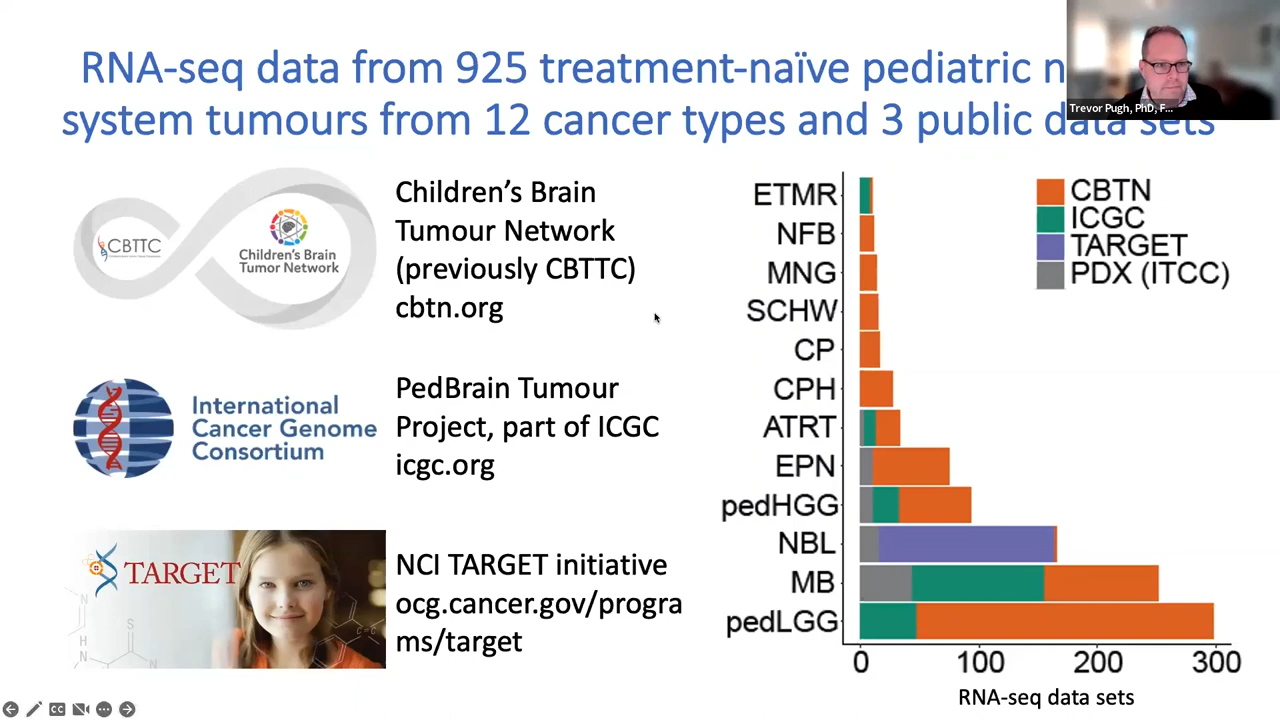 RNA-seq data from 925 treatment-naïve pediatric n
system tumours from 12 cancer types and 3 public data sets
Trevor Pugh, PhD, F...
CBTTC
Children's Brain
Tumor Network
Children's Brain
Tumour Network
(previously CBTTC)
cbtn.org
International
Cancer Genome
Consortium
PedBrain Tumour
Project, part of ICGC
icgc.org
TARGET
NCI TARGET initiative
ocg.cancer.gov/progra
ms/target
CBTN
ICGC
TARGET
PDX (ITCC)
ETMR
NFB
MNG
SCHW
CP
CPH
ATRT
EPN
pedHGG
NBL
MB
pedLGG
0 100 200 300
RNA-seq data sets